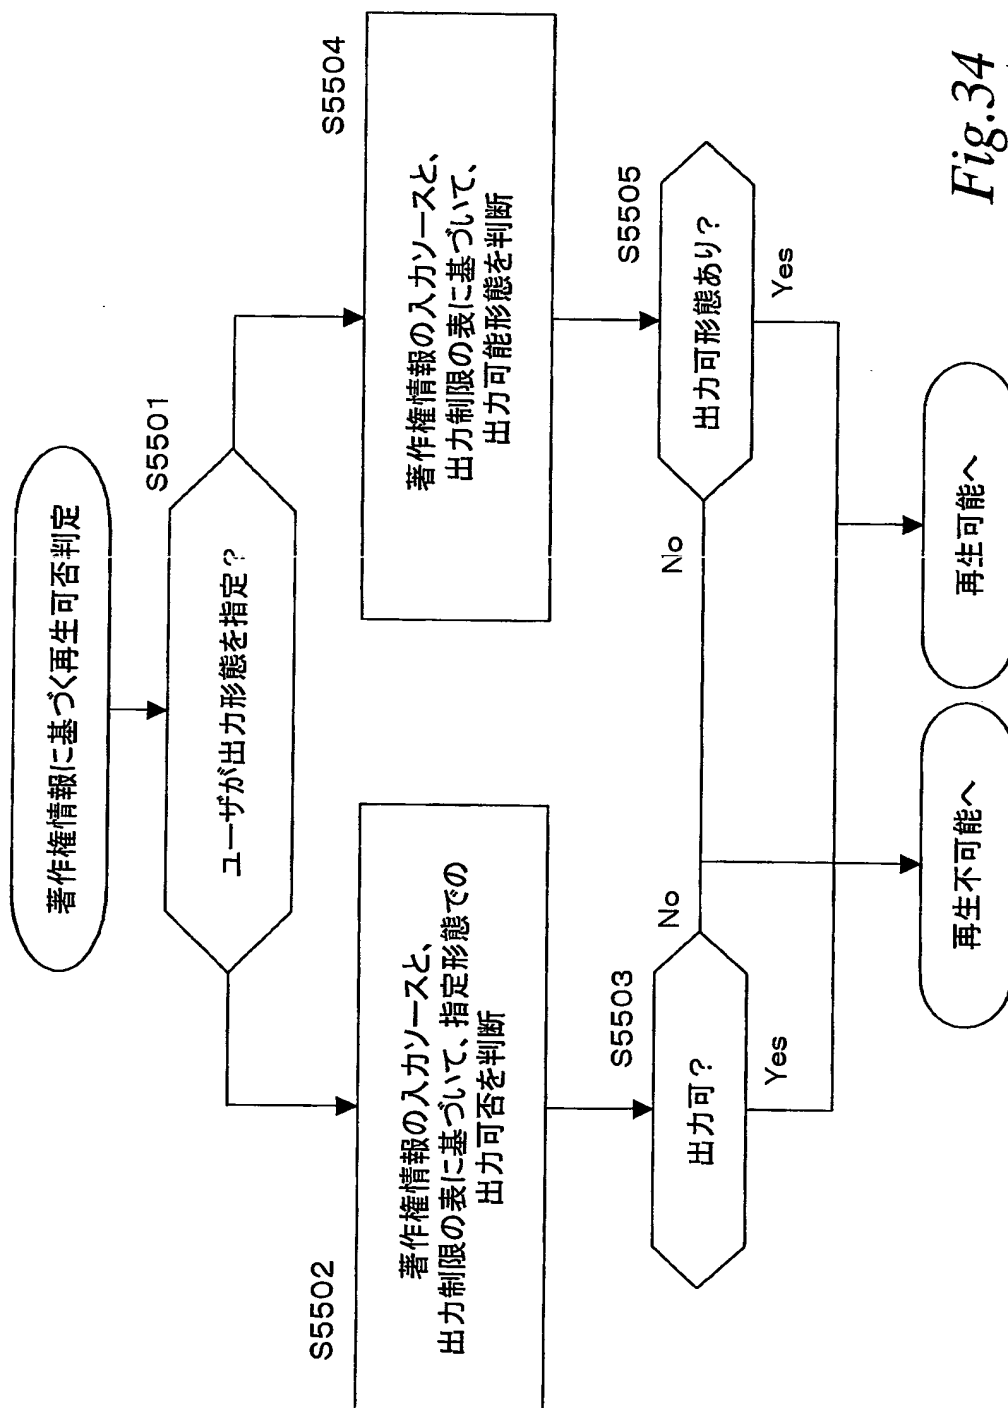 著作権情報に基づく再生可否判定
S5501
ユーザが出力形態を指定？
S5502
著作権情報の入力ソースと、
出力制限の表に基づいて、指定形態での
出力可否を判断
S5504
著作権情報の入力ソースと、
出力制限の表に基づいて、
出力可能形態を判断
S5503
出力可？
No
Yes
S5505
出力可形態あり？
No
Yes
再生不可能へ
再生可能へ
Fig.34